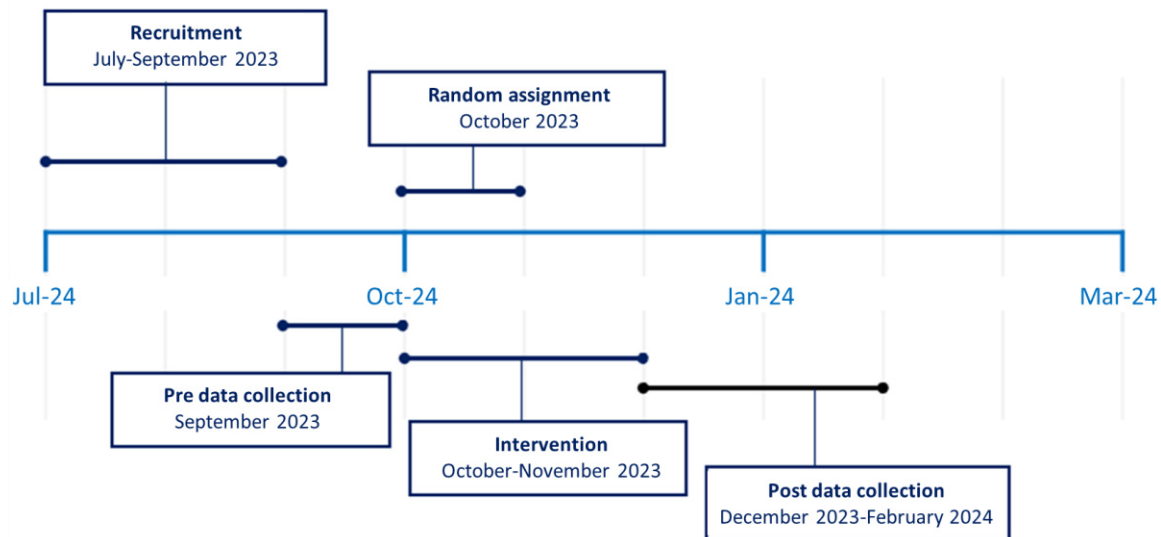 Recruitment
July-September 2023
Random assignment
October 2023
Jul-24
Oct-24
Jan-24
Mar-24
Pre data collection
September 2023
Intervention
October-November 2023
Post data collection
December 2023-February 2024